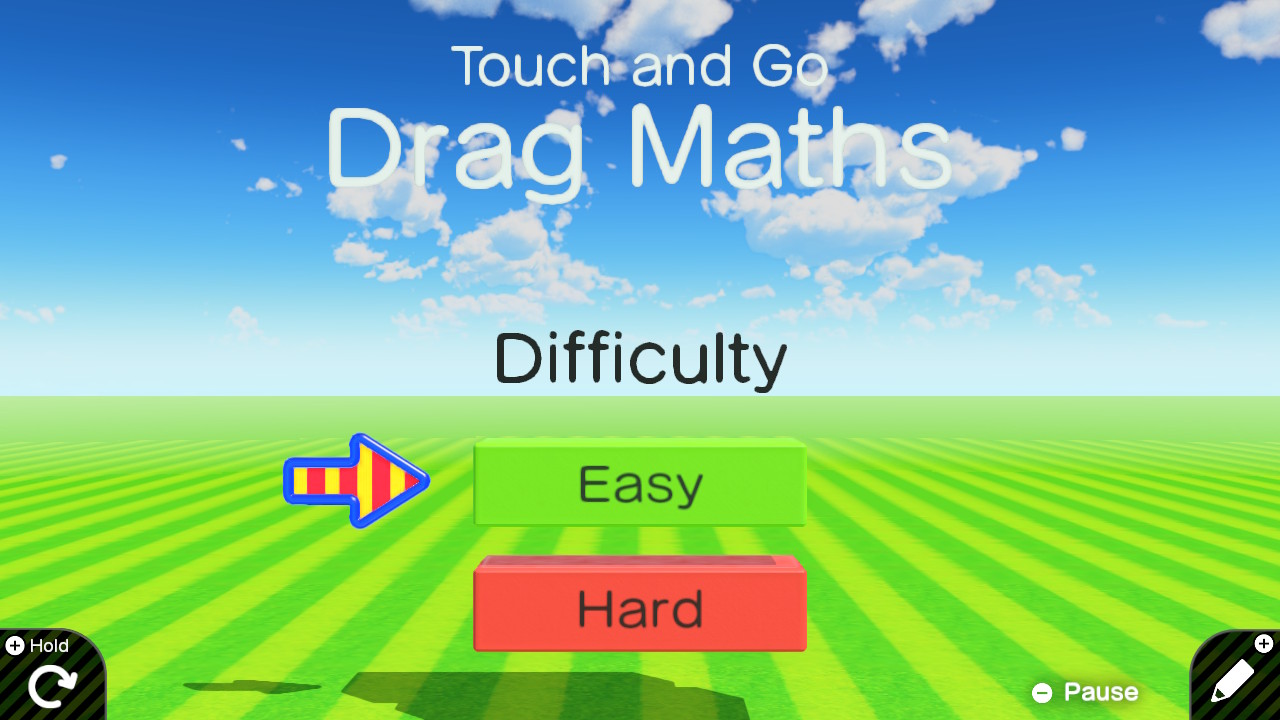 Touch and Go
Drag Maths
Difficulty
Easy
Hard
Hold
Pause